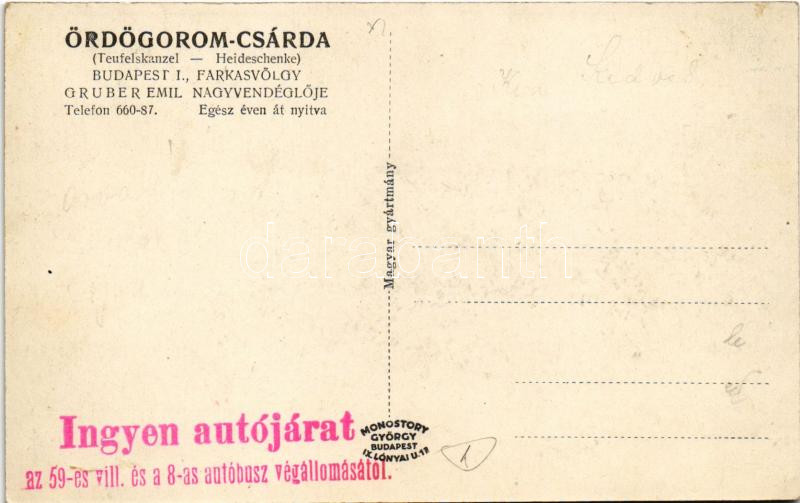 ÖRDÖGOROM-CSÁRDA
(Teufelskanzel — Heideschenke)
BUDAPEST I., FARKASVÖLGY
GRUBER EMIL NAGYVENDÉGLŐJE
Telefon 660-87. Egész éven át nyitva
Magyar gyártmány
darabanth
Ingyen autójárat
az 59-es vill. és a 8-as autóbusz végállomásától.
MONOSTORY
GYÖRGY
BUDAPEST
IX. LÓNYAI U.